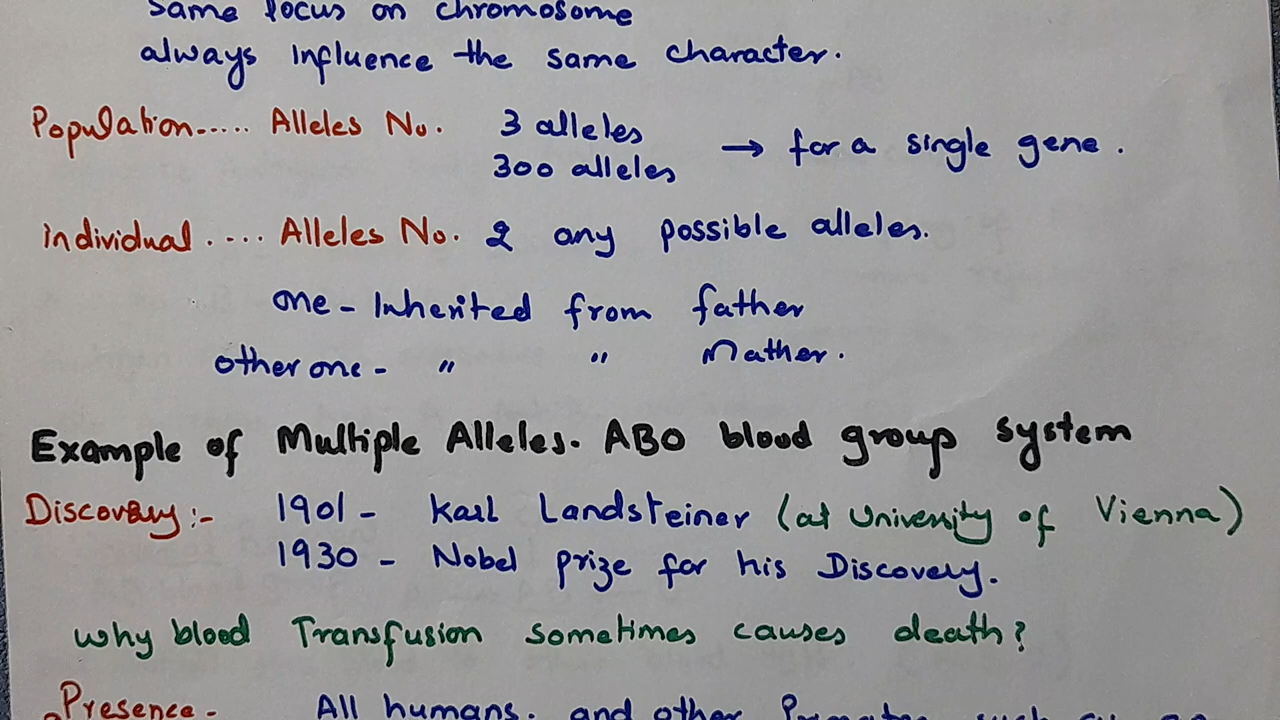 same locus on chromosome
always influence the same character.
Population..... Alleles No. 3 alleles
300 alleles → for a single gene.
individual .... Alleles No. 2 any possible alleles.
one - Inherited from father
other one - " " Mother.
Example of Multiple Alleles. ABO blood group system
Discovery :- 1901 - Karl Landsteiner (at University of Vienna)
1930 - Nobel prize for his Discovery.
why blood Transfusion sometimes causes death?
Presence - All humans. and other Primates such as